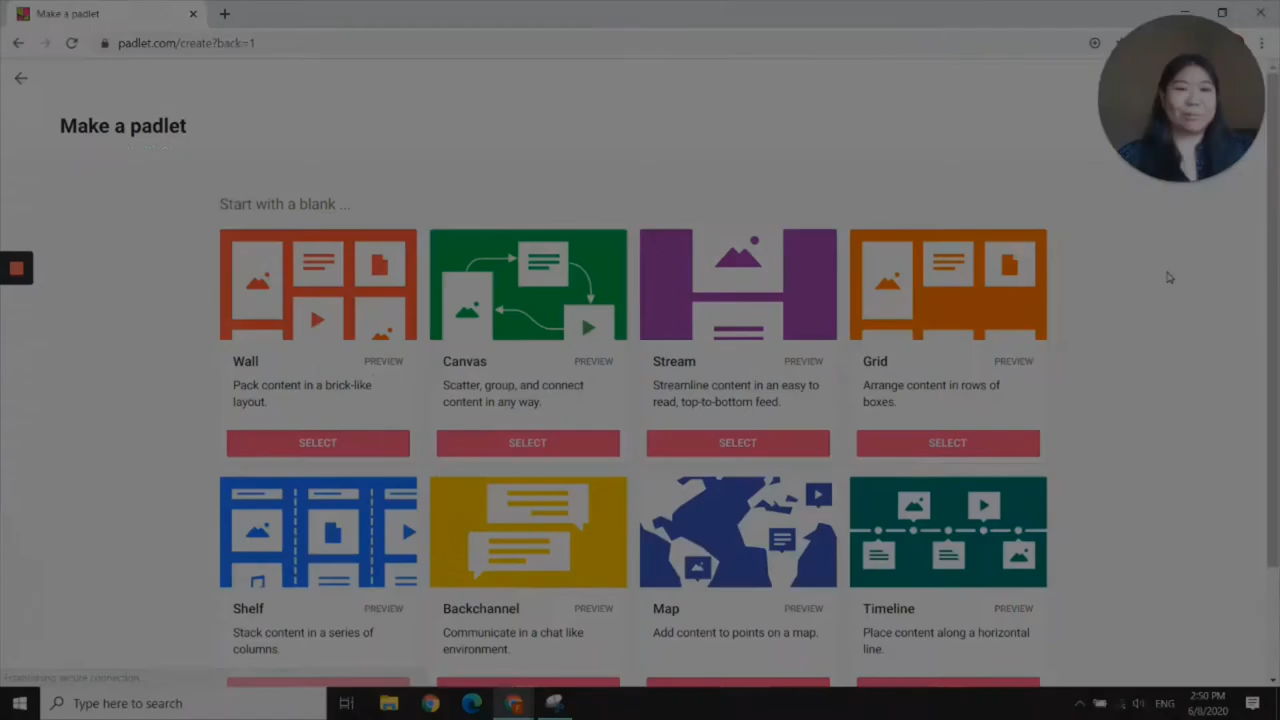 Make a padlet
padlet.com/create?back=1
Make a padlet
Start with a blank ...
Wall PREVIEW
Pack content in a brick-like
layout.
SELECT
Canvas PREVIEW
Scatter, group, and connect
content in any way.
SELECT
Stream PREVIEW
Streamline content in an easy to
read, top-to-bottom feed.
SELECT
Grid PREVIEW
Arrange content in rows of
boxes.
SELECT
Shelf PREVIEW
Stack content in a series of
columns.
Backchannel PREVIEW
Communicate in a chat like
environment.
Map PREVIEW
Add content to points on a map.
Timeline PREVIEW
Place content along a horizontal
line.
Establishing secure connection...
Type here to search
ENG
2:50 PM
6/8/2020